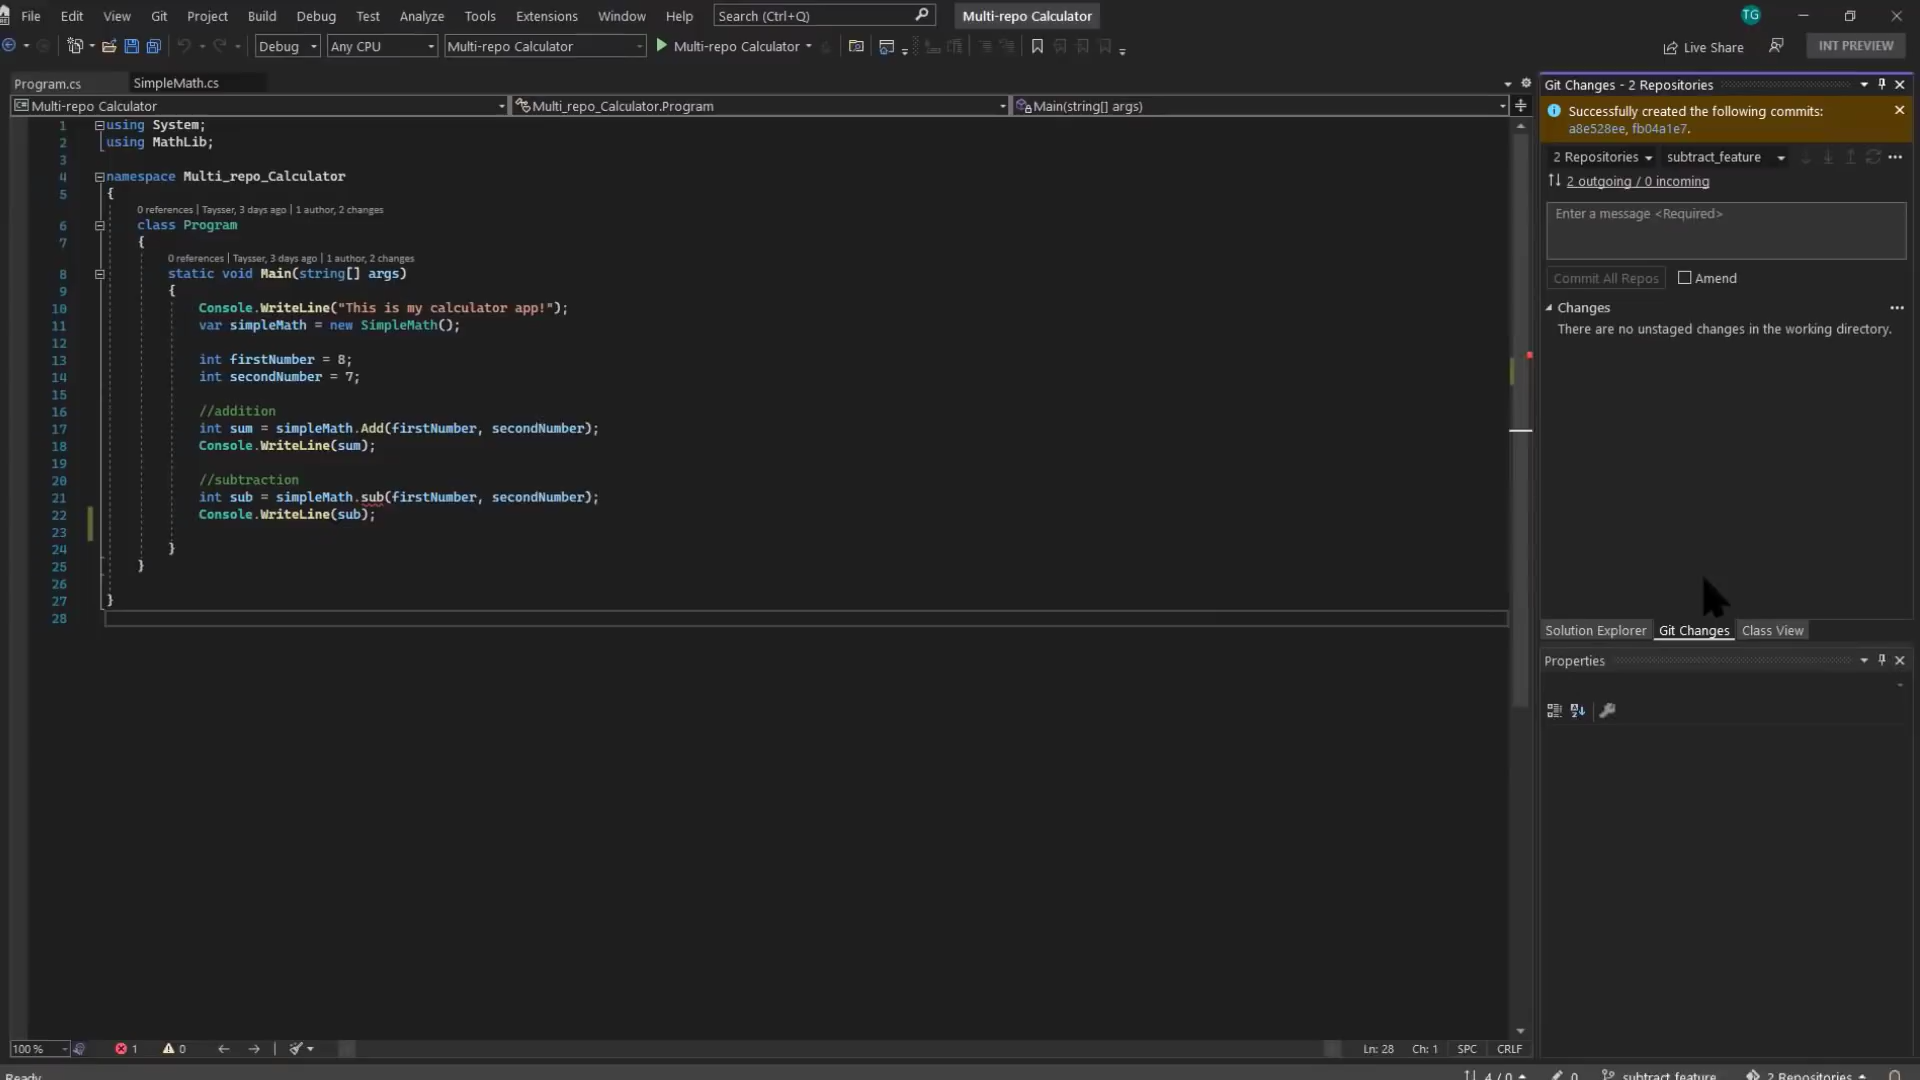 File Edit View Git Project Build Debug Test Analyze Tools Extensions Window Help Search (Ctrl+Q) Multi-repo Calculator TG
Debug Any CPU Multi-repo Calculator Multi-repo Calculator Live Share INT PREVIEW
Program.cs SimpleMath.cs
Multi-repo Calculator Multi_repo_Calculator.Program Main(string[] args)
1 using System;
2 using MathLib;
3
4 namespace Multi_repo_Calculator
5 {
0 references | Taysser, 3 days ago | 1 author, 2 changes
6 class Program
7 {
0 references | Taysser, 3 days ago | 1 author, 2 changes
8 static void Main(string[] args)
9 {
10 Console.WriteLine("This is my calculator app!");
11 var simpleMath = new SimpleMath();
12
13 int firstNumber = 8;
14 int secondNumber = 7;
15
16 //addition
17 int sum = simpleMath.Add(firstNumber, secondNumber);
18 Console.WriteLine(sum);
19
20 //subtraction
21 int sub = simpleMath.sub(firstNumber, secondNumber);
22 Console.WriteLine(sub);
23
24 }
25 }
26
27 }
28
Git Changes - 2 Repositories
Successfully created the following commits:
a8e528ee, fb04a1e7.
2 Repositories subtract_feature
2 outgoing / 0 incoming
Enter a message <Required>
Commit All Repos Amend
Changes
There are no unstaged changes in the working directory.
Solution Explorer Git Changes Class View
Properties
100 % 1 0 Ln: 28 Ch: 1 SPC CRLF
Ready 4 / 0 0 subtract_feature 2 Repositories